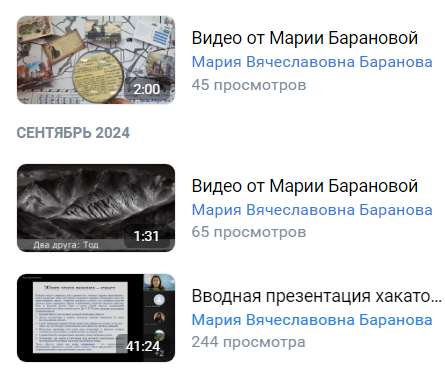 2:00
Видео от Марии Барановой
Мария Вячеславовна Баранова
45 просмотров
СЕНТЯБРЬ 2024
Два друга: Тод
1:31
Видео от Марии Барановой
Мария Вячеславовна Баранова
65 просмотров
41:24
+2
Вводная презентация хакато...
Мария Вячеславовна Баранова
244 просмотра